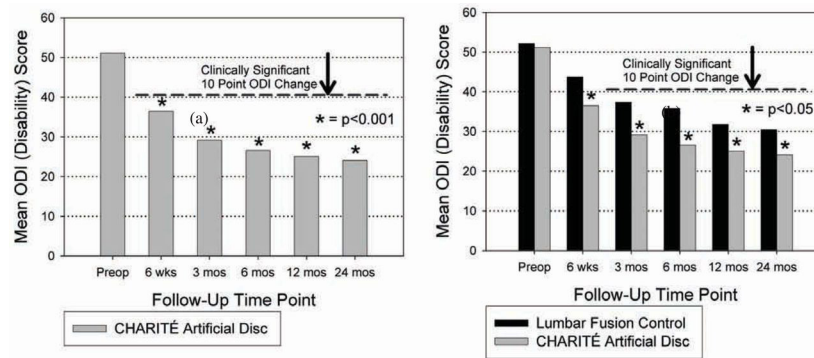 60
50
40
30
20
10
0
Mean ODI (Disability) Score
Clinically Significant
10 Point ODI Change
* = p<0.001
*
*
*
*
*
(a)
Preop 6 wks 3 mos 6 mos 12 mos 24 mos
Follow-Up Time Point
CHARITÉ Artificial Disc
60
50
40
30
20
10
0
Mean ODI (Disability) Score
Clinically Significant
10 Point ODI Change
* = p<0.05
*
*
*
*
*
Preop 6 wks 3 mos 6 mos 12 mos 24 mos
Follow-Up Time Point
Lumbar Fusion Control
CHARITÉ Artificial Disc